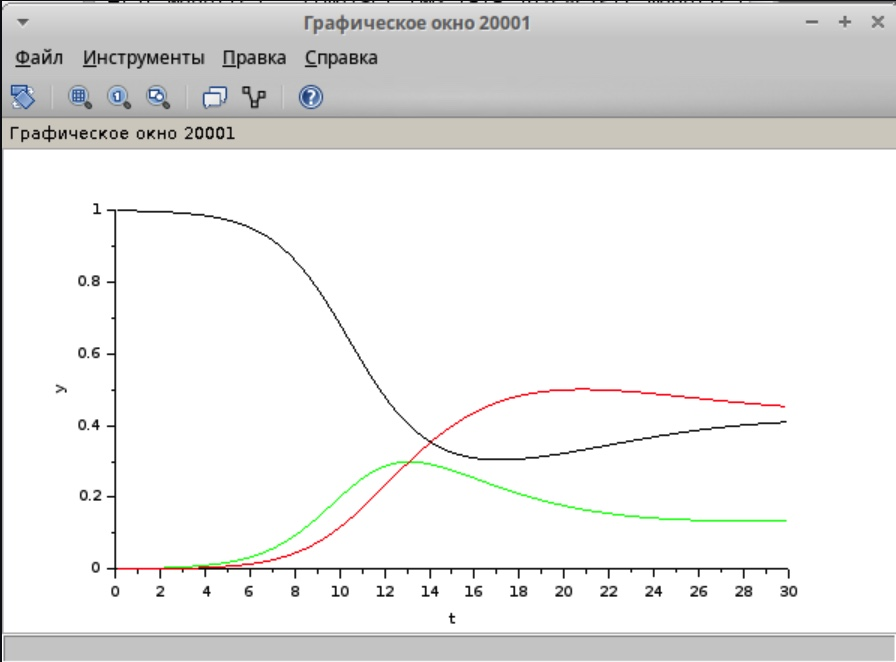 Графическое окно 20001
Файл Инструменты Правка Справка
Графическое окно 20001
1
0.8
0.6
y
0.4
0.2
0
0 2 4 6 8 10 12 14 16 18 20 22 24 26 28 30
t